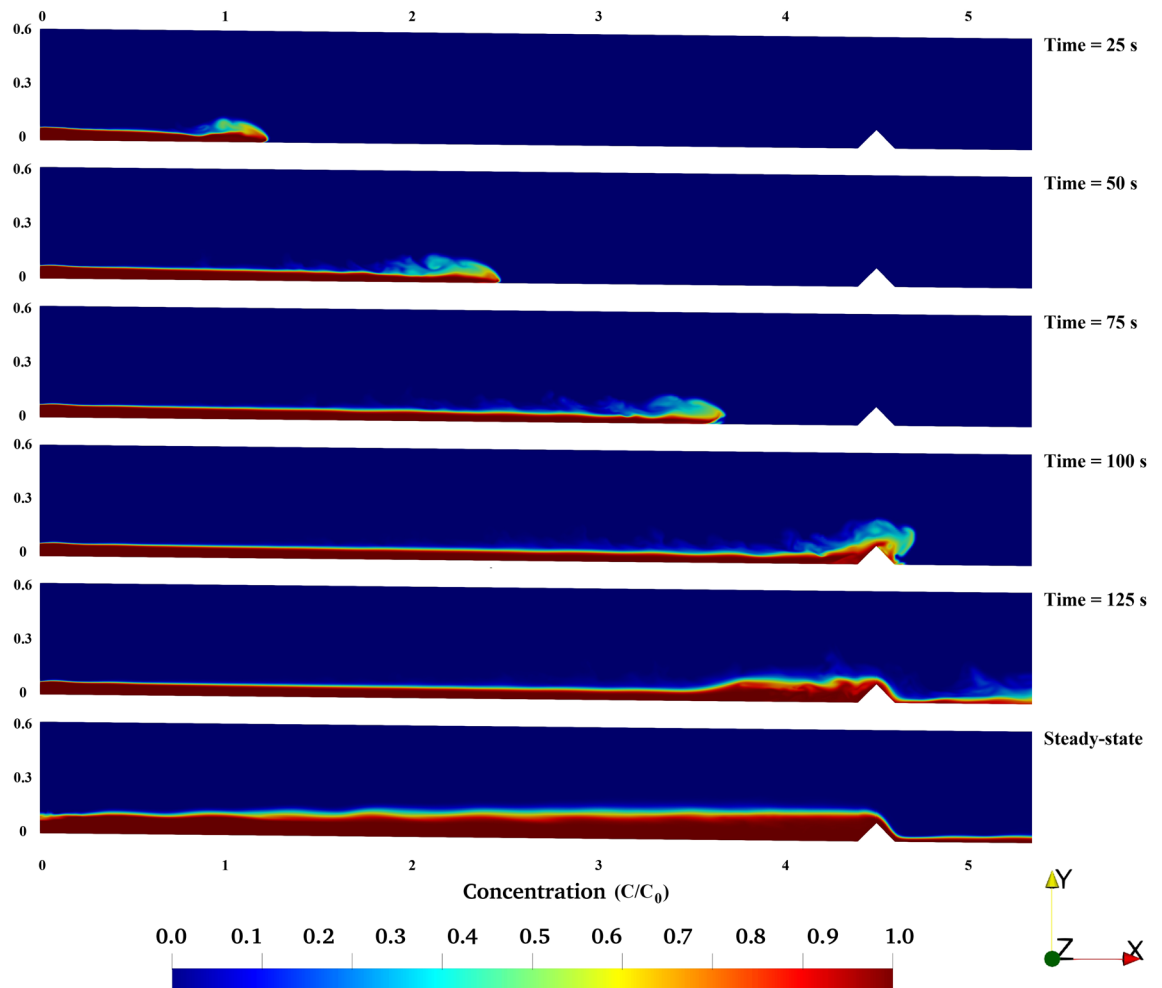 0 1 2 3 4 5
0.6
Time = 25 s
0.3
0
0.6
Time = 50 s
0.3
0
0.6
Time = 75 s
0.3
0
0.6
Time = 100 s
0.3
0
0.6
Time = 125 s
0.3
0
0.6
Steady-state
0.3
0
0 1 2 3 4 5
Concentration (C/C₀)
0.0 0.1 0.2 0.3 0.4 0.5 0.6 0.7 0.8 0.9 1.0
Y
Z X